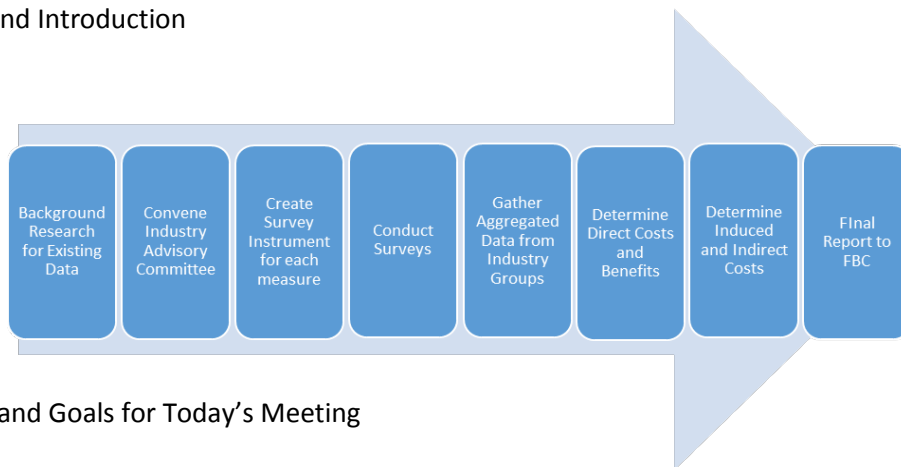 nd Introduction
Background
Research
for Existing
Data
Convene
Industry
Advisory
Committee
Create
Survey
Instrument
for each
measure
Conduct
Surveys
Gather
Aggregated
Data from
Industry
Groups
Determine
Direct Costs
and
Benefits
Determine
Induced
and Indirect
Costs
FInal
Report to
FBC
and Goals for Today’s Meeting